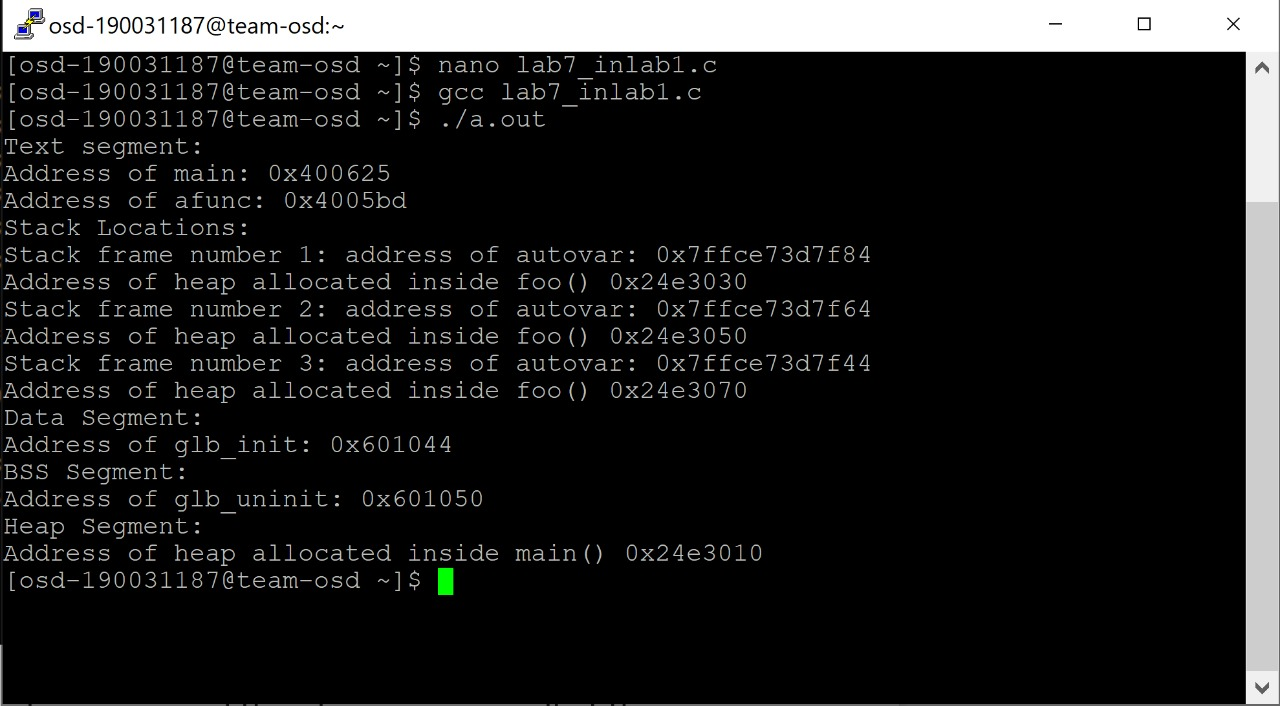 osd-190031187@team-osd:~
[osd-190031187@team-osd ~]$ nano lab7_inlab1.c
[osd-190031187@team-osd ~]$ gcc lab7_inlab1.c
[osd-190031187@team-osd ~]$ ./a.out
Text segment:
Address of main: 0x400625
Address of afunc: 0x4005bd
Stack Locations:
Stack frame number 1: address of autovar: 0x7ffce73d7f84
Address of heap allocated inside foo() 0x24e3030
Stack frame number 2: address of autovar: 0x7ffce73d7f64
Address of heap allocated inside foo() 0x24e3050
Stack frame number 3: address of autovar: 0x7ffce73d7f44
Address of heap allocated inside foo() 0x24e3070
Data Segment:
Address of glb_init: 0x601044
BSS Segment:
Address of glb_uninit: 0x601050
Heap Segment:
Address of heap allocated inside main() 0x24e3010
[osd-190031187@team-osd ~]$